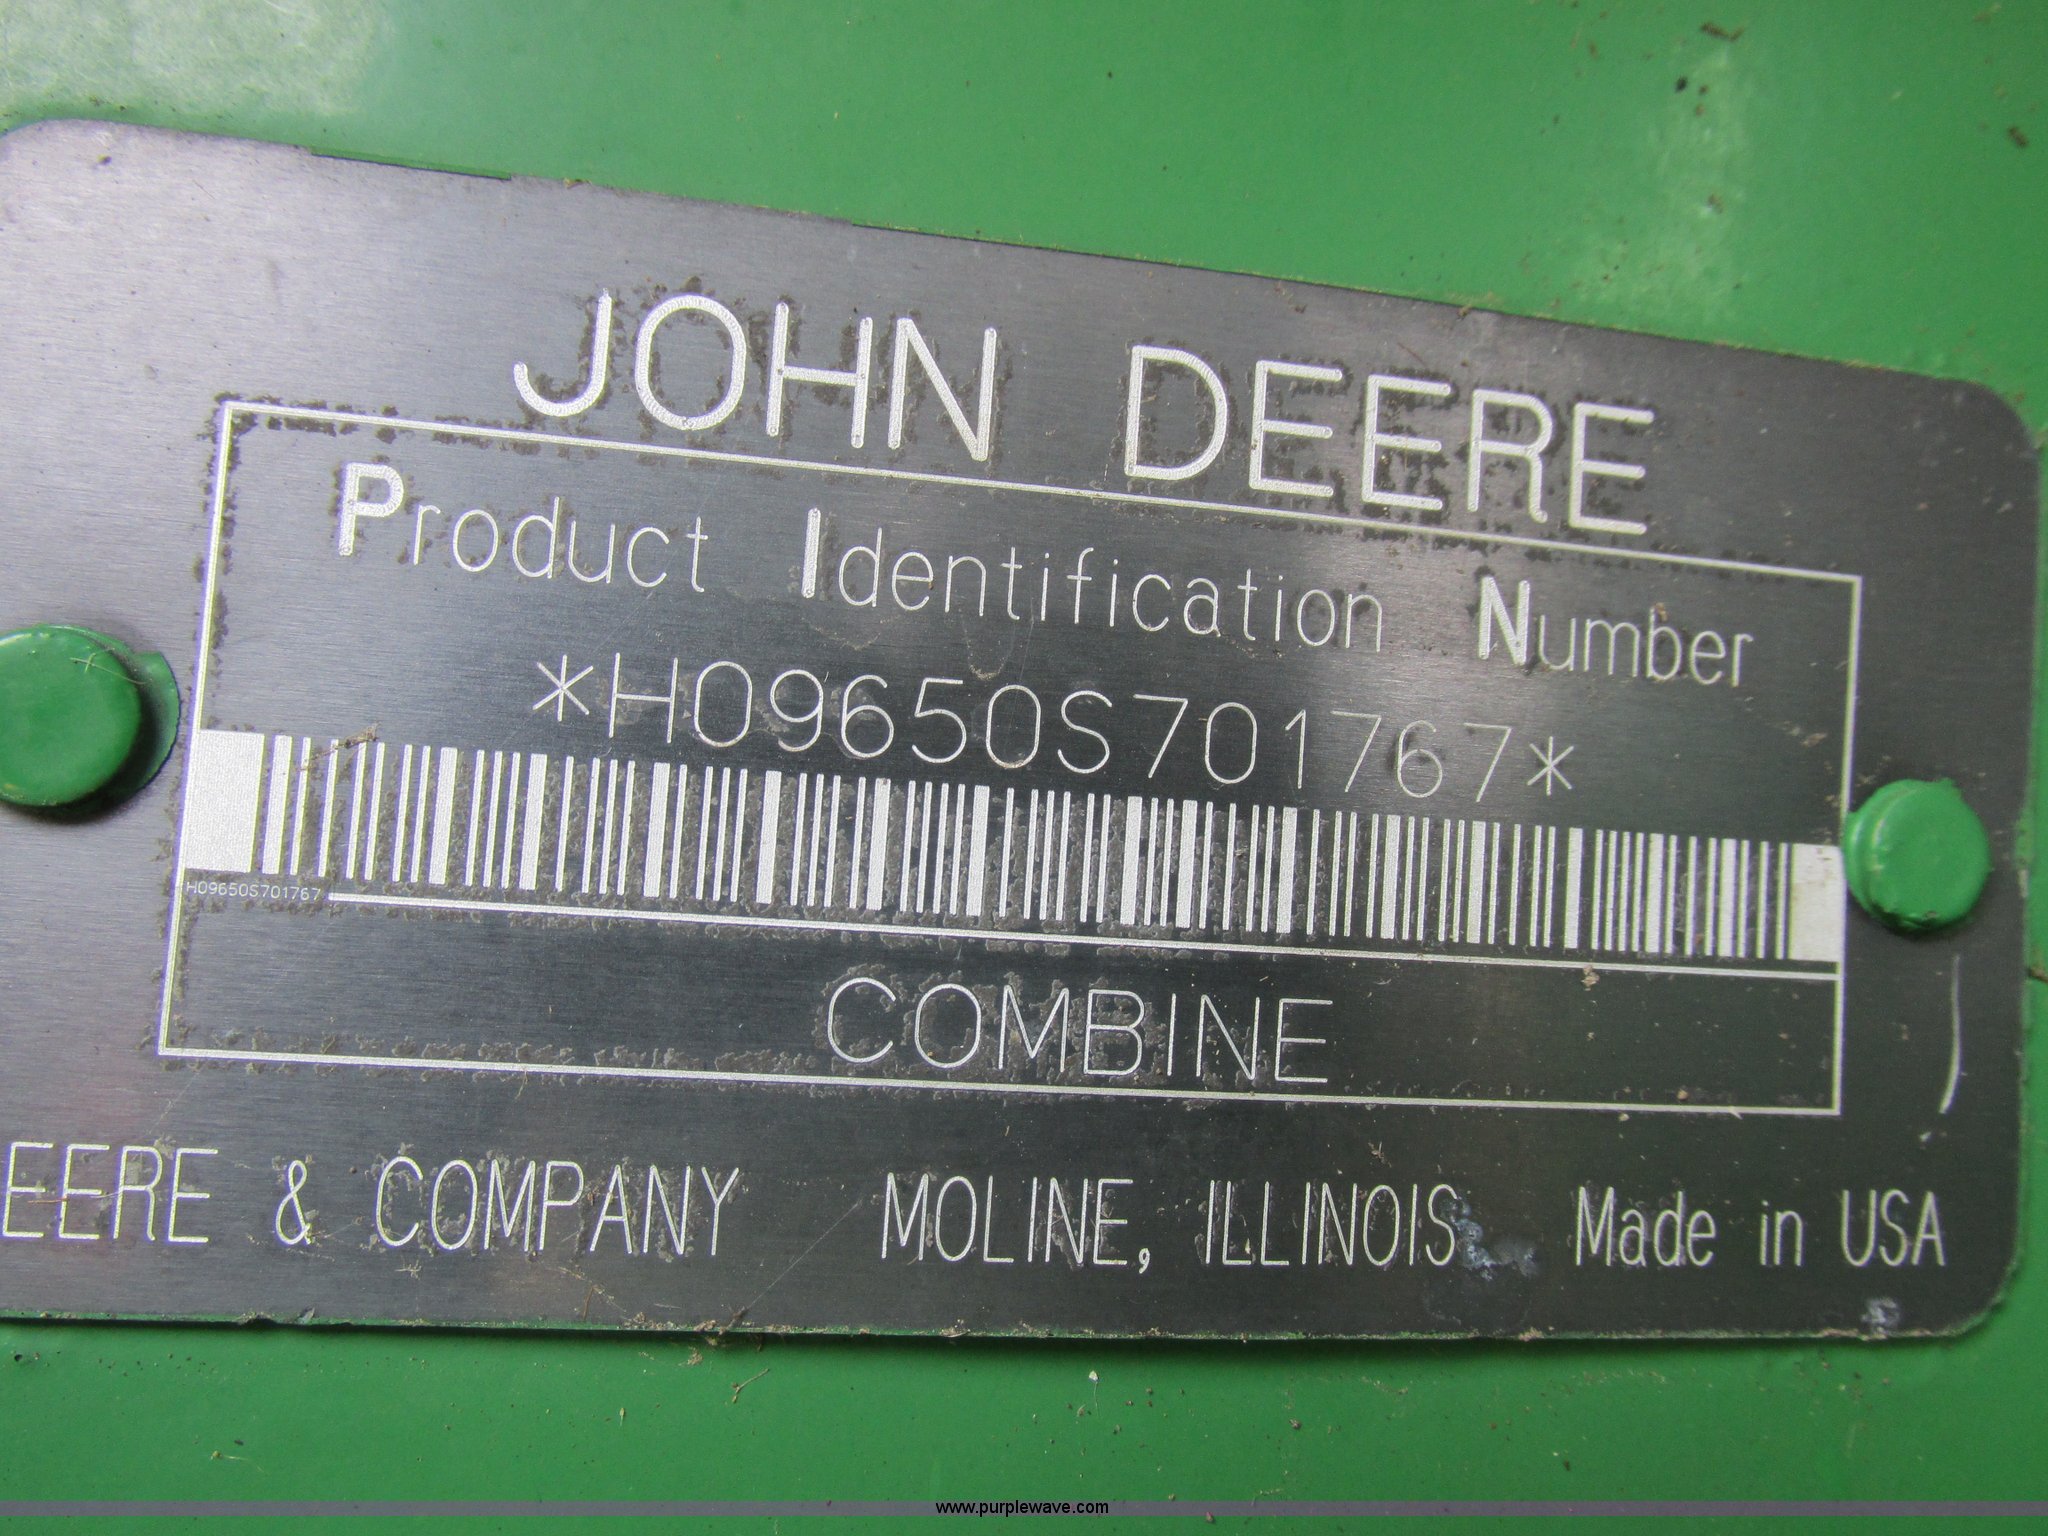 JOHN DEERE
Product Identification Number
*H09650S701767*
H09650S701767
COMBINE
EERE & COMPANY MOLINE, ILLINOIS Made in USA
www.purplewave.com